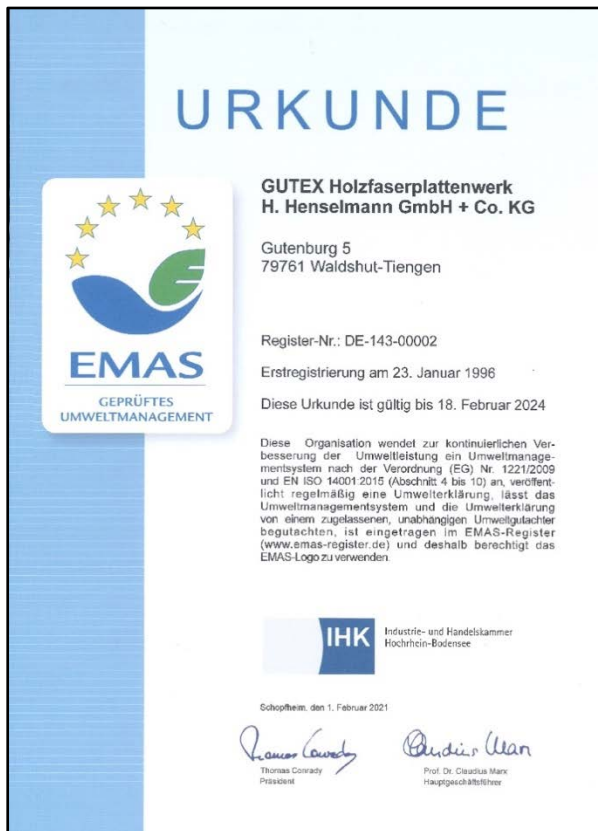 URKUNDE
GUTEX Holzfaserplattenwerk
H. Henselmann GmbH + Co. KG
Gutenburg 5
79761 Waldshut-Tiengen
EMAS
GEPRÜFTES
UMWELTMANAGEMENT
Register-Nr.: DE-143-00002
Erstregistrierung am 23. Januar 1996
Diese Urkunde ist gültig bis 18. Februar 2024
Diese Organisation wendet zur kontinuierlichen Ver-
besserung der Umweltleistung ein Umweltmanage-
mentsystem nach der Verordnung (EG) Nr. 1221/2009
und EN ISO 14001:2015 (Abschnitt 4 bis 10) an, veröffent-
licht regelmäßig eine Umwelterklärung, lässt das
Umweltmanagementsystem und die Umwelterklärung
von einem zugelassenen, unabhängigen Umweltgutachter
begutachten, ist eingetragen im EMAS-Register
(www.emas-register.de) und deshalb berechtigt das
EMAS-Logo zu verwenden.
IHK
Industrie- und Handelskammer
Hochrhein-Bodensee
Schopfheim, den 1. Februar 2021
Thomas Conrady
Präsident
Prof. Dr. Claudius Marx
Hauptgeschäftsführer